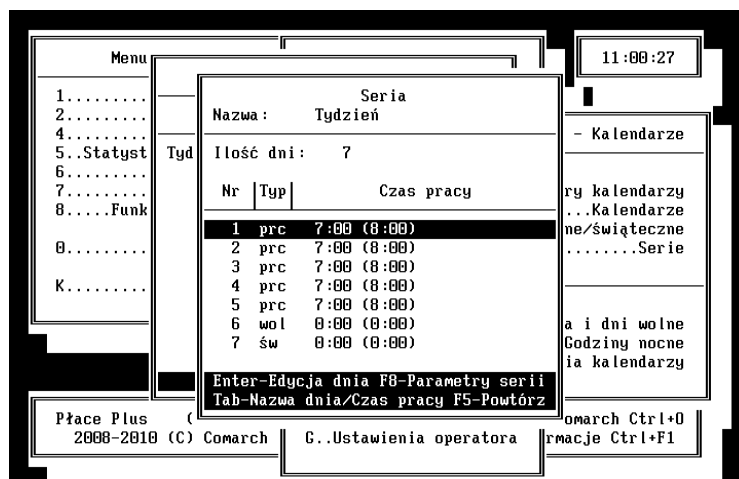 Menu
11:00:27
1.........
2.........
4.........
5..Statyst
6.........
7.........
8.....Funk
0.........
K.........
Tyd
Seria
Nazwa: Tydzień
Ilość dni: 7
Nr Typ Czas pracy
1 prc 7:00 (8:00)
2 prc 7:00 (8:00)
3 prc 7:00 (8:00)
4 prc 7:00 (8:00)
5 prc 7:00 (8:00)
6 wol 0:00 (0:00)
7 św 0:00 (0:00)
Enter-Edycja dnia F8-Parametry serii
Tab-Nazwa dnia/Czas pracy F5-Powtórz
- Kalendarze
ry kalendarzy
...Kalendarze
ne/świąteczne
........Serie
a i dni wolne
Godziny nocne
ia kalendarzy
Płace Plus (
2008-2010 (C) Comarch
G..Ustawienia operatora
omarch Ctrl+O
rmacje Ctrl+F1